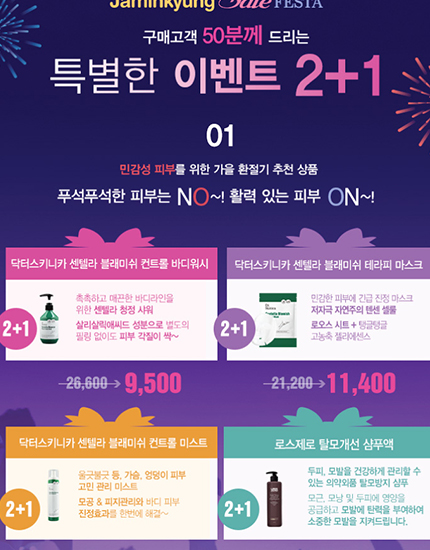 Jaminkyung Sale FESTA
구매고객 50분께 드리는
특별한 이벤트 2+1
01
민감성 피부를 위한 가을 환절기 추천 상품
푸석푸석한 피부는 NO~! 활력 있는 피부 ON~!
닥터스키니카 센텔라 블래미쉬 컨트롤 바디워시
2+1
촉촉하고 매끈한 바디라인을
위한 센텔라 청정 샤워
살리실릭애씨드 성분으로 별도의
필링 없이도 피부 각질이 싹~
26,600→9,500
닥터스키니카 센텔라 블래미쉬 테라피 마스크
2+1
민감한 피부에 긴급 진정 마스크
저자극 자연주의 텐센 셀룰
로오스 시트 + 탱글탱글
고농축 젤라에센스
21,200→11,400
닥터스키니카 센텔라 블래미쉬 컨트롤 미스트
2+1
울긋불긋 등, 가슴, 엉덩이 피부
고민 관리 미스트
모공 & 피지관리와 바디 피부
진정효과를 한번에 해결~
로스제로 탈모개선 샴푸액
2+1
두피, 모발을 건강하게 관리할 수
있는 의약외품 탈모방지 샴푸
모근, 모낭 및 두피에 영양을
공급하고 모발에 탄력을 부여하여
소중한 모발을 지켜드립니다.